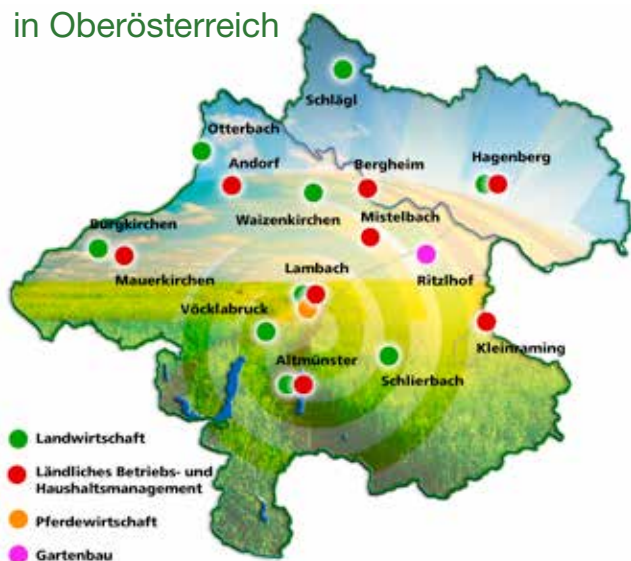 in Oberösterreich
Schlägl
Otterbach
Andorf
Bergheim
Hagenberg
Waizenkirchen
Mistelbach
Burgkirchen
Mauerkirchen
Lambach
Ritzlhof
Vöcklabruck
Kleinraming
Altmünster
Schlierbach
Landwirtschaft
Ländliches Betriebs- und
Haushaltsmanagement
Pferdewirtschaft
Gartenbau